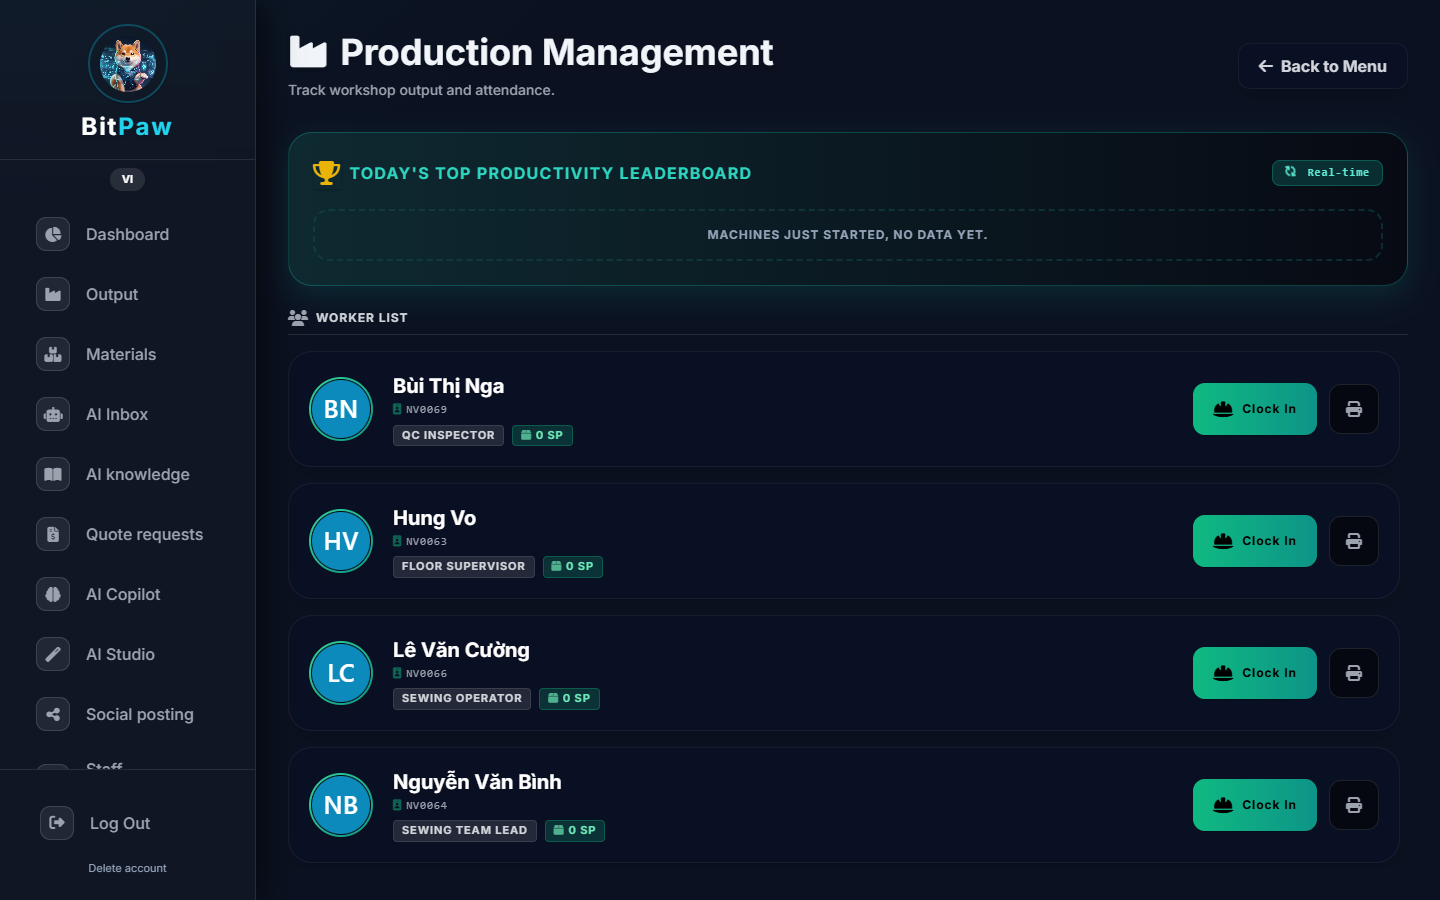 BitPaw
VI
Dashboard
Output
Materials
AI Inbox
AI knowledge
Quote requests
AI Copilot
AI Studio
Social posting
Staff
Log Out
Delete account
Production Management
Track workshop output and attendance.
Back to Menu
TODAY'S TOP PRODUCTIVITY LEADERBOARD
Real-time
MACHINES JUST STARTED, NO DATA YET.
WORKER LIST
BN
Bùi Thị Nga
NV0069
QC INSPECTOR
0 SP
Clock In
HV
Hung Vo
NV0063
FLOOR SUPERVISOR
0 SP
Clock In
LC
Lê Văn Cường
NV0066
SEWING OPERATOR
0 SP
Clock In
NB
Nguyễn Văn Bình
NV0064
SEWING TEAM LEAD
0 SP
Clock In